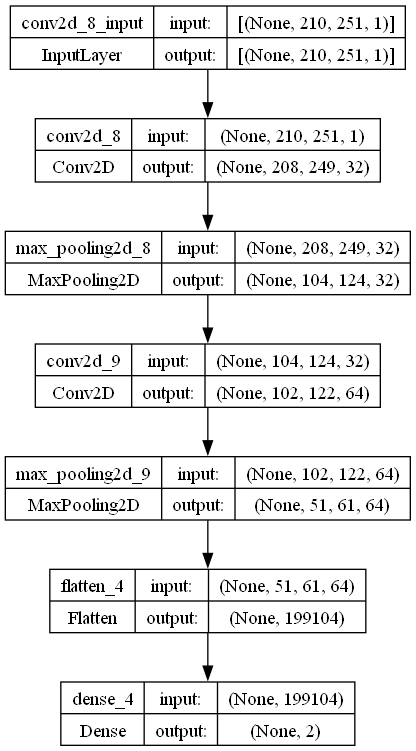 conv2d_8_input input: [(None, 210, 251, 1)]
InputLayer output: [(None, 210, 251, 1)]
conv2d_8 input: (None, 210, 251, 1)
Conv2D output: (None, 208, 249, 32)
max_pooling2d_8 input: (None, 208, 249, 32)
MaxPooling2D output: (None, 104, 124, 32)
conv2d_9 input: (None, 104, 124, 32)
Conv2D output: (None, 102, 122, 64)
max_pooling2d_9 input: (None, 102, 122, 64)
MaxPooling2D output: (None, 51, 61, 64)
flatten_4 input: (None, 51, 61, 64)
Flatten output: (None, 199104)
dense_4 input: (None, 199104)
Dense output: (None, 2)